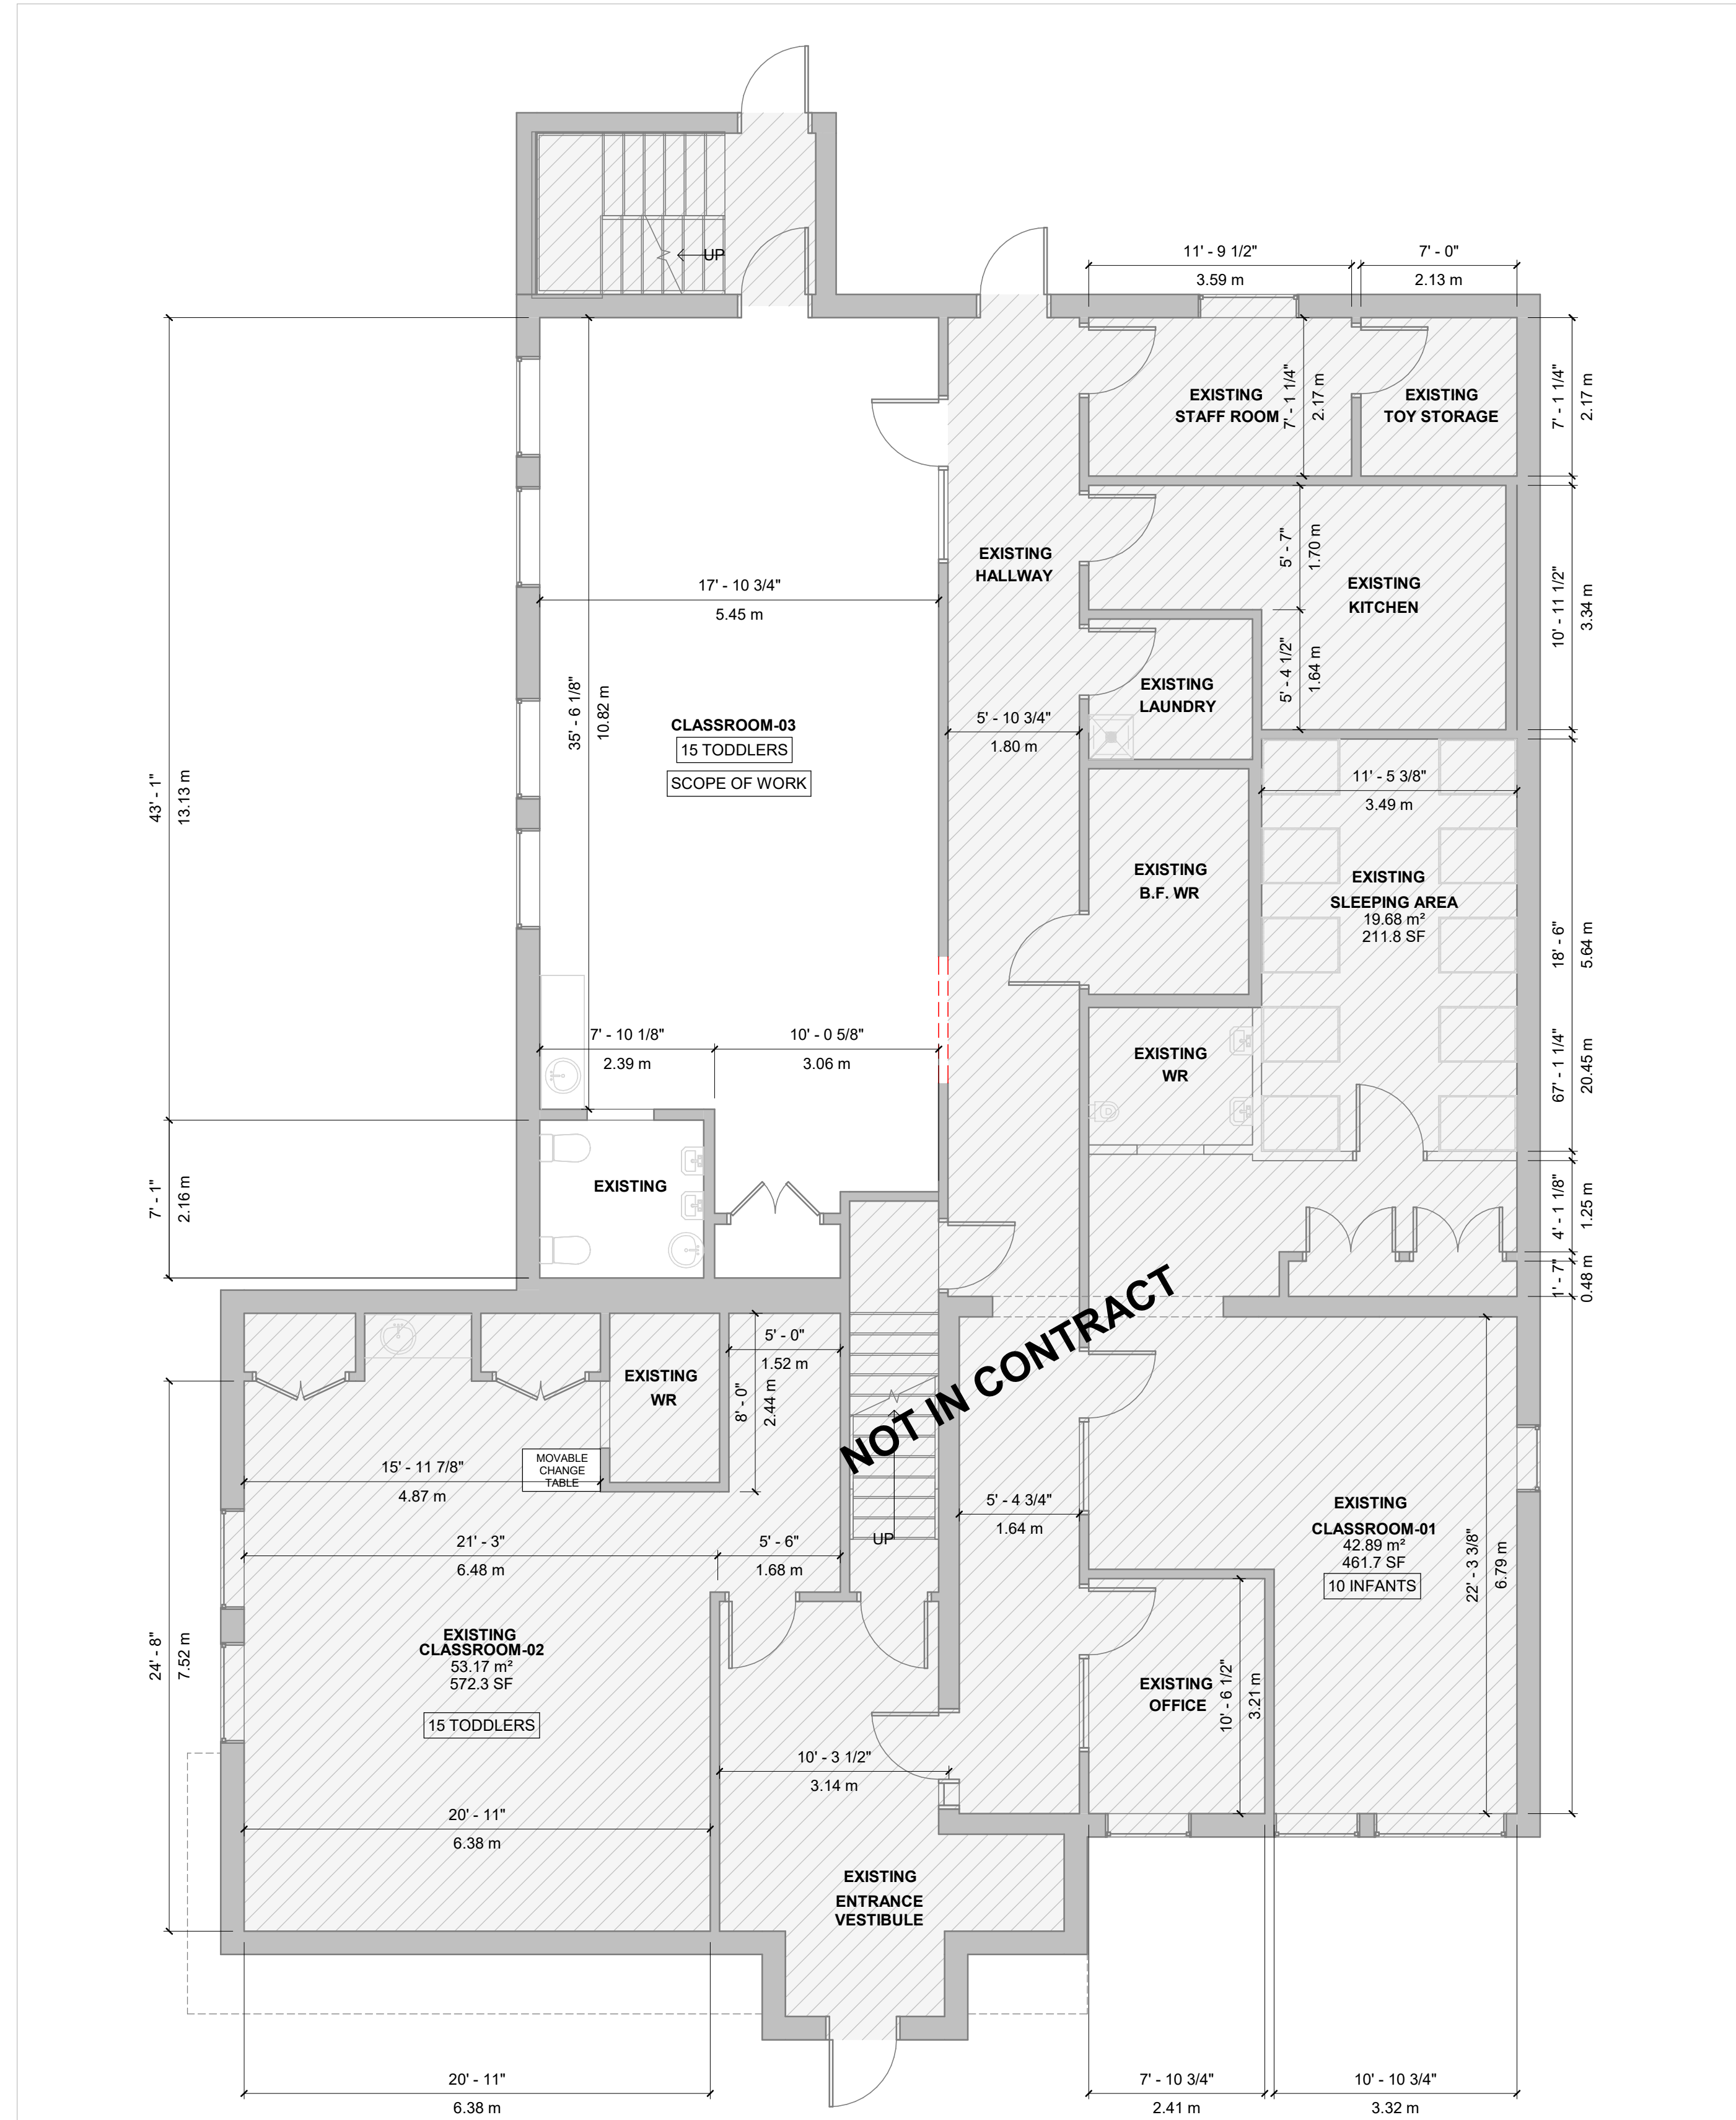 UP
11' - 9 1/2"
3.59 m
7' - 0"
2.13 m
EXISTING
STAFF ROOM
7' - 1 1/4"
2.17 m
EXISTING
TOY STORAGE
7' - 1 1/4"
2.17 m
EXISTING
HALLWAY
5' - 7"
1.70 m
EXISTING
KITCHEN
10' - 11 1/2"
3.34 m
17' - 10 3/4"
5.45 m
35' - 6 1/8"
10.82 m
5' - 4 1/2"
1.64 m
EXISTING
LAUNDRY
CLASSROOM-03
15 TODDLERS
SCOPE OF WORK
5' - 10 3/4"
1.80 m
43' - 1"
13.13 m
11' - 5 3/8"
3.49 m
EXISTING
B.F. WR
EXISTING
SLEEPING AREA
19.68 m²
211.8 SF
18' - 6"
5.64 m
7' - 10 1/8"
2.39 m
10' - 0 5/8"
3.06 m
EXISTING
WR
67' - 1 1/4"
20.45 m
EXISTING
7' - 1"
2.16 m
4' - 1 1/8"
1.25 m
1' - 7"
0.48 m
NOT IN CONTRACT
5' - 0"
1.52 m
8' - 0"
2.44 m
EXISTING
WR
MOVABLE
CHANGE
TABLE
15' - 11 7/8"
4.87 m
UP
5' - 4 3/4"
1.64 m
EXISTING
CLASSROOM-01
42.89 m²
461.7 SF
10 INFANTS
22' - 3 3/8"
6.79 m
21' - 3"
6.48 m
5' - 6"
1.68 m
24' - 8"
7.52 m
EXISTING
CLASSROOM-02
53.17 m²
572.3 SF
15 TODDLERS
EXISTING
OFFICE
10' - 6 1/2"
3.21 m
10' - 3 1/2"
3.14 m
20' - 11"
6.38 m
EXISTING
ENTRANCE
VESTIBULE
20' - 11"
6.38 m
7' - 10 3/4"
2.41 m
10' - 10 3/4"
3.32 m